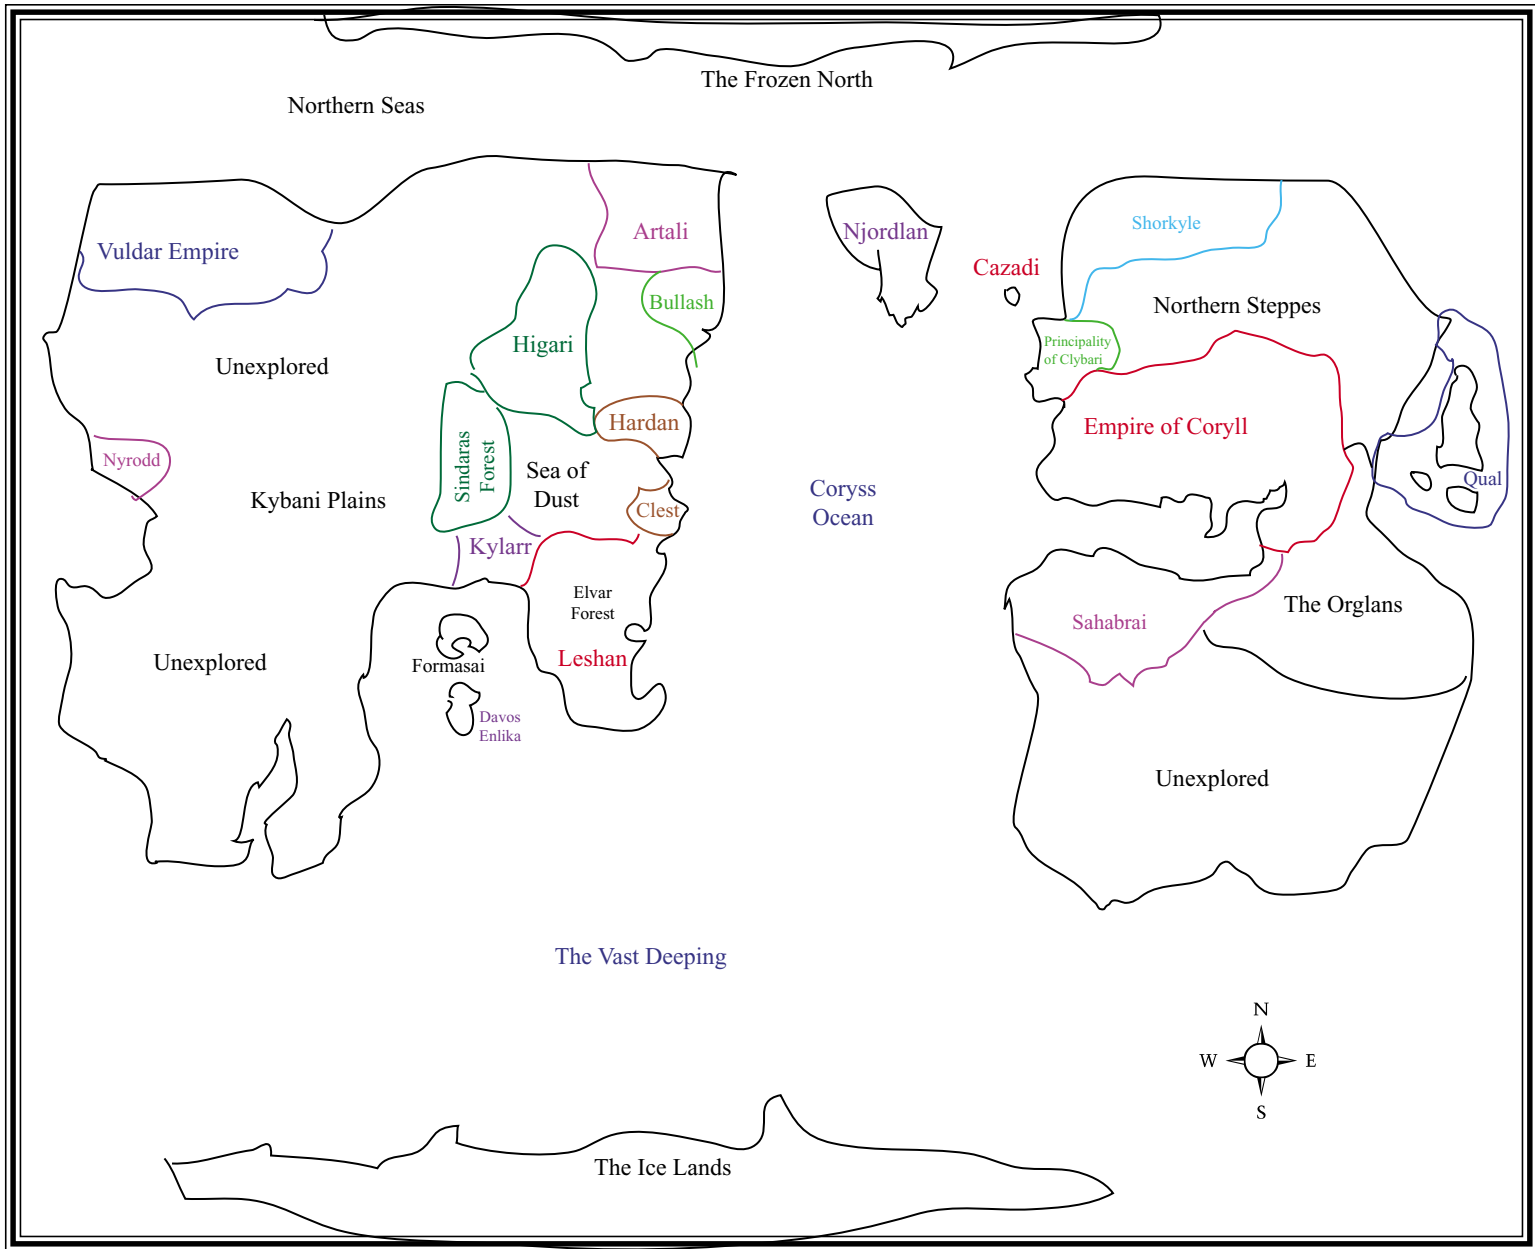 The Frozen North
Northern Seas
Vuldar Empire
Artali
Njordlan
Shorkyle
Cazadi
Bullash
Northern Steppes
Higari
Principality
of Clybari
Unexplored
Hardan
Empire of Coryll
Nyrodd
Sindaras
Forest
Sea of
Dust
Kybani Plains
Coryss
Ocean
Qual
Clest
Kylarr
Elvar
Forest
The Orglans
Sahabrai
Unexplored
Formasai
Leshan
Davos
Enlika
Unexplored
The Vast Deeping
N
W
E
S
The Ice Lands